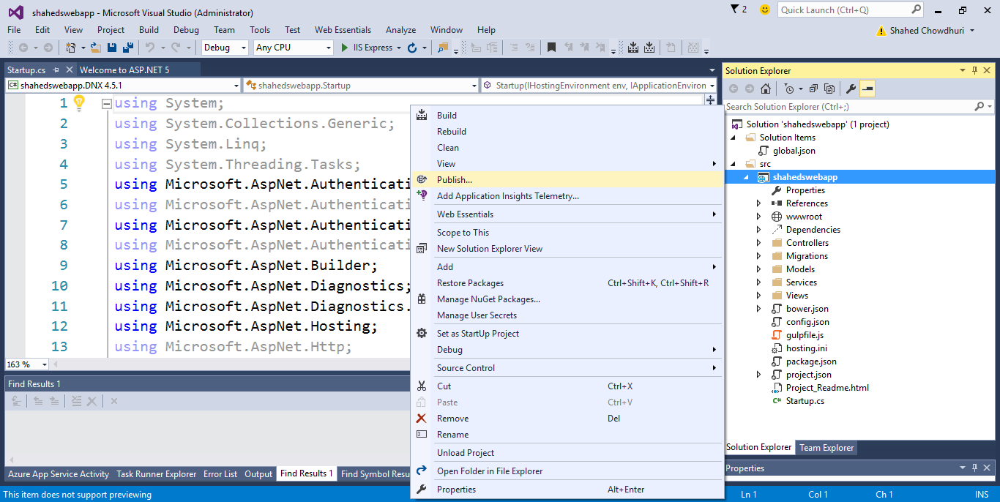 shahedswebapp - Microsoft Visual Studio (Administrator)
2
Quick Launch (Ctrl+Q)
File Edit View Project Build Debug Team Tools Test Web Essentials Analyze Window Help
Shahed Chowdhuri
Debug Any CPU IIS Express
Startup.cs Welcome to ASP.NET 5
shahedswebapp.DNX 4.5.1 shahedswebapp.Startup Startup(IHostingEnvironment env, IApplicationEnviron
1 using System;
2 using System.Collections.Generic;
3 using System.Linq;
4 using System.Threading.Tasks;
5 using Microsoft.AspNet.Authenticati
6 using Microsoft.AspNet.Authenticati
7 using Microsoft.AspNet.Authenticati
8 using Microsoft.AspNet.Authenticati
9 using Microsoft.AspNet.Builder;
10 using Microsoft.AspNet.Diagnostics;
11 using Microsoft.AspNet.Diagnostics.
12 using Microsoft.AspNet.Hosting;
13 using Microsoft.AspNet.Http;
163 %
Find Results 1
Azure App Service Activity Task Runner Explorer Error List Output Find Results 1 Find Symbol Resu
Build
Rebuild
Clean
View
Publish...
Add Application Insights Telemetry...
Web Essentials
Scope to This
New Solution Explorer View
Add
Restore Packages Ctrl+Shift+K, Ctrl+Shift+R
Manage NuGet Packages...
Manage User Secrets
Set as StartUp Project
Debug
Source Control
Cut Ctrl+X
Paste Ctrl+V
Remove Del
Rename
Unload Project
Open Folder in File Explorer
Properties Alt+Enter
Solution Explorer
Search Solution Explorer (Ctrl+;)
Solution 'shahedswebapp' (1 project)
Solution Items
global.json
src
shahedswebapp
Properties
References
wwwroot
Dependencies
Controllers
Migrations
Models
Services
Views
bower.json
config.json
gulpfile.js
hosting.ini
package.json
project.json
Project_Readme.html
C# Startup.cs
Solution Explorer Team Explorer
Properties
This item does not support previewing
Ln 1 Col 1 Ch 1 INS